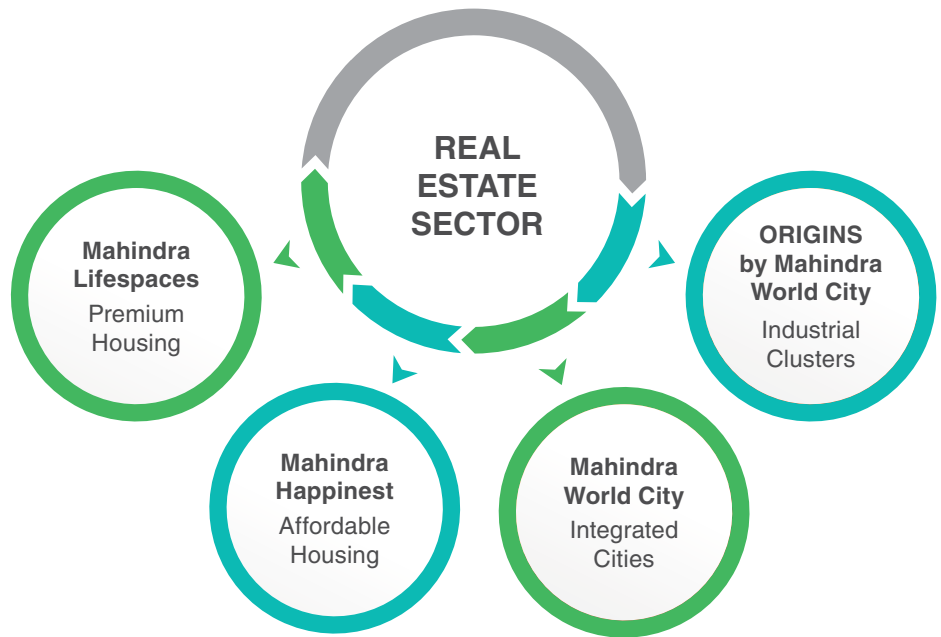 REAL
ESTATE
SECTOR
Mahindra
Lifespaces
Premium
Housing
Mahindra
Happinest
Affordable
Housing
Mahindra
World City
Integrated
Cities
ORIGINS
by Mahindra
World City
Industrial
Clusters